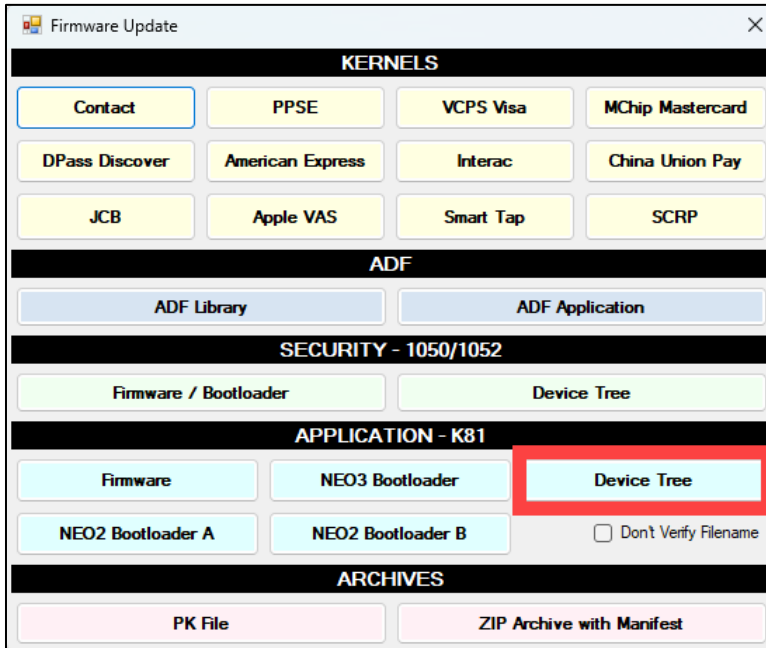 Firmware Update
KERNELS
Contact PPSE VCPS Visa MChip Mastercard
DPass Discover American Express Interac China Union Pay
JCB Apple VAS Smart Tap SCRP
ADF
ADF Library ADF Application
SECURITY - 1050/1052
Firmware / Bootloader Device Tree
APPLICATION - K81
Firmware NEO3 Bootloader Device Tree
NEO2 Bootloader A NEO2 Bootloader B Don't Verify Filename
ARCHIVES
PK File ZIP Archive with Manifest